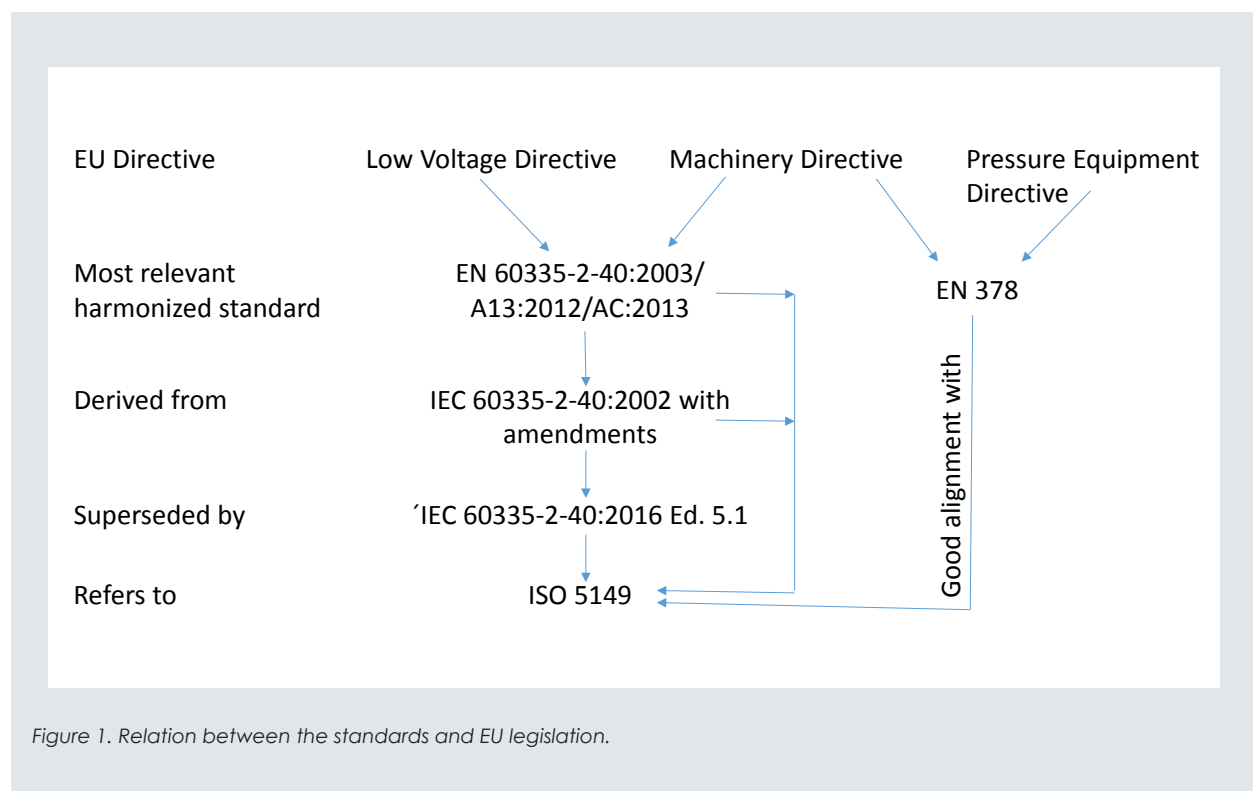 EU Directive
Low Voltage Directive
Machinery Directive
Pressure Equipment
Directive
Most relevant
harmonized standard
EN 60335-2-40:2003/
A13:2012/AC:2013
EN 378
Good alignment with
Derived from
IEC 60335-2-40:2002 with
amendments
Superseded by
´IEC 60335-2-40:2016 Ed. 5.1
Refers to
ISO 5149
Figure 1. Relation between the standards and EU legislation.